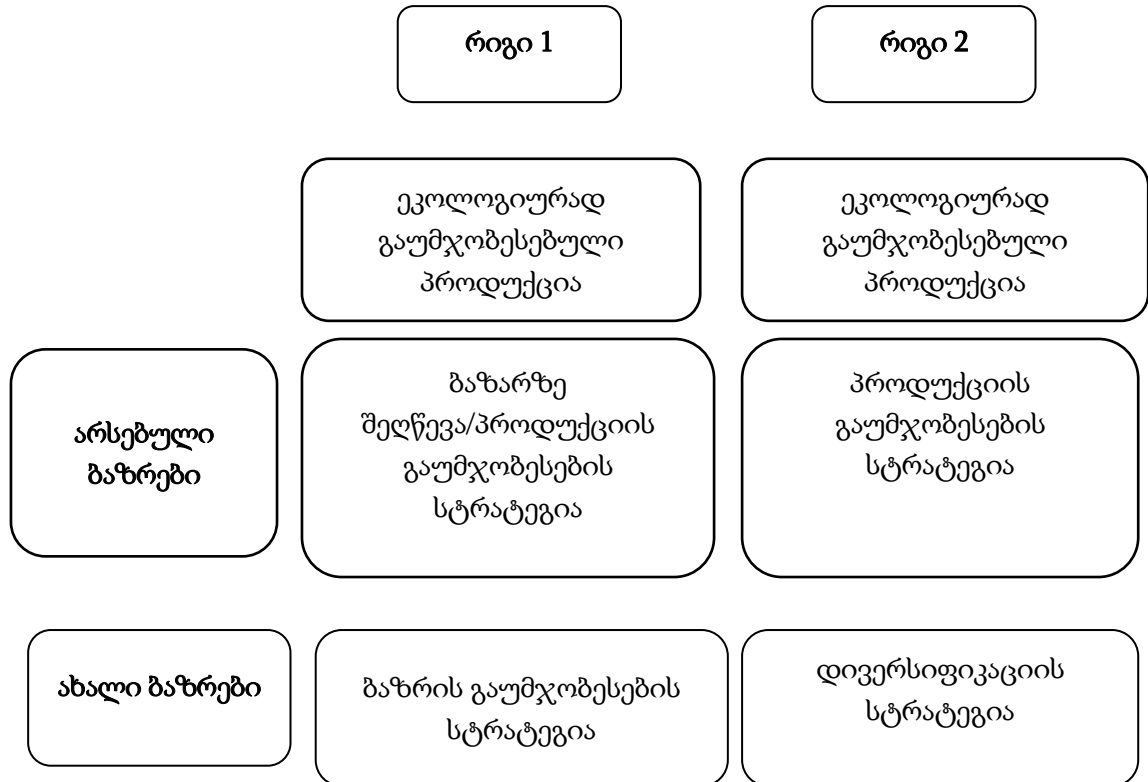 რიგი 1
რიგი 2
ეკოლოგიურად
გაუმჯობესებული
პროდუქცია
ეკოლოგიურად
გაუმჯობესებული
პროდუქცია
არსებული
ბაზრები
ბაზარზე
შეღწევა/პროდუქციის
გაუმჯობესების
სტრატეგია
პროდუქციის
გაუმჯობესების
სტრატეგია
ახალი ბაზრები
ბაზრის გაუმჯობესების
სტრატეგია
დივერსიფიკაციის
სტრატეგია